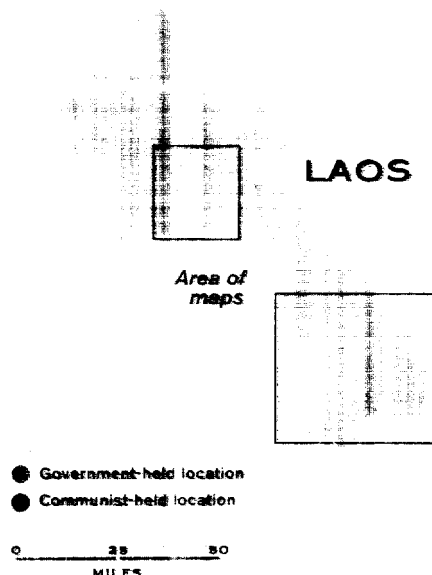 LAOS
Area of
maps
Government-held location
Communist-held location
0 25 50
MILES